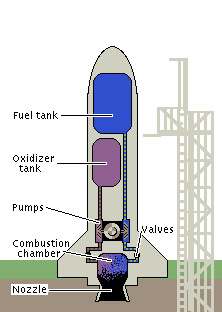 Fuel tank
Oxidizer
tank
Pumps
Valves
Combustion
chamber
Nozzle